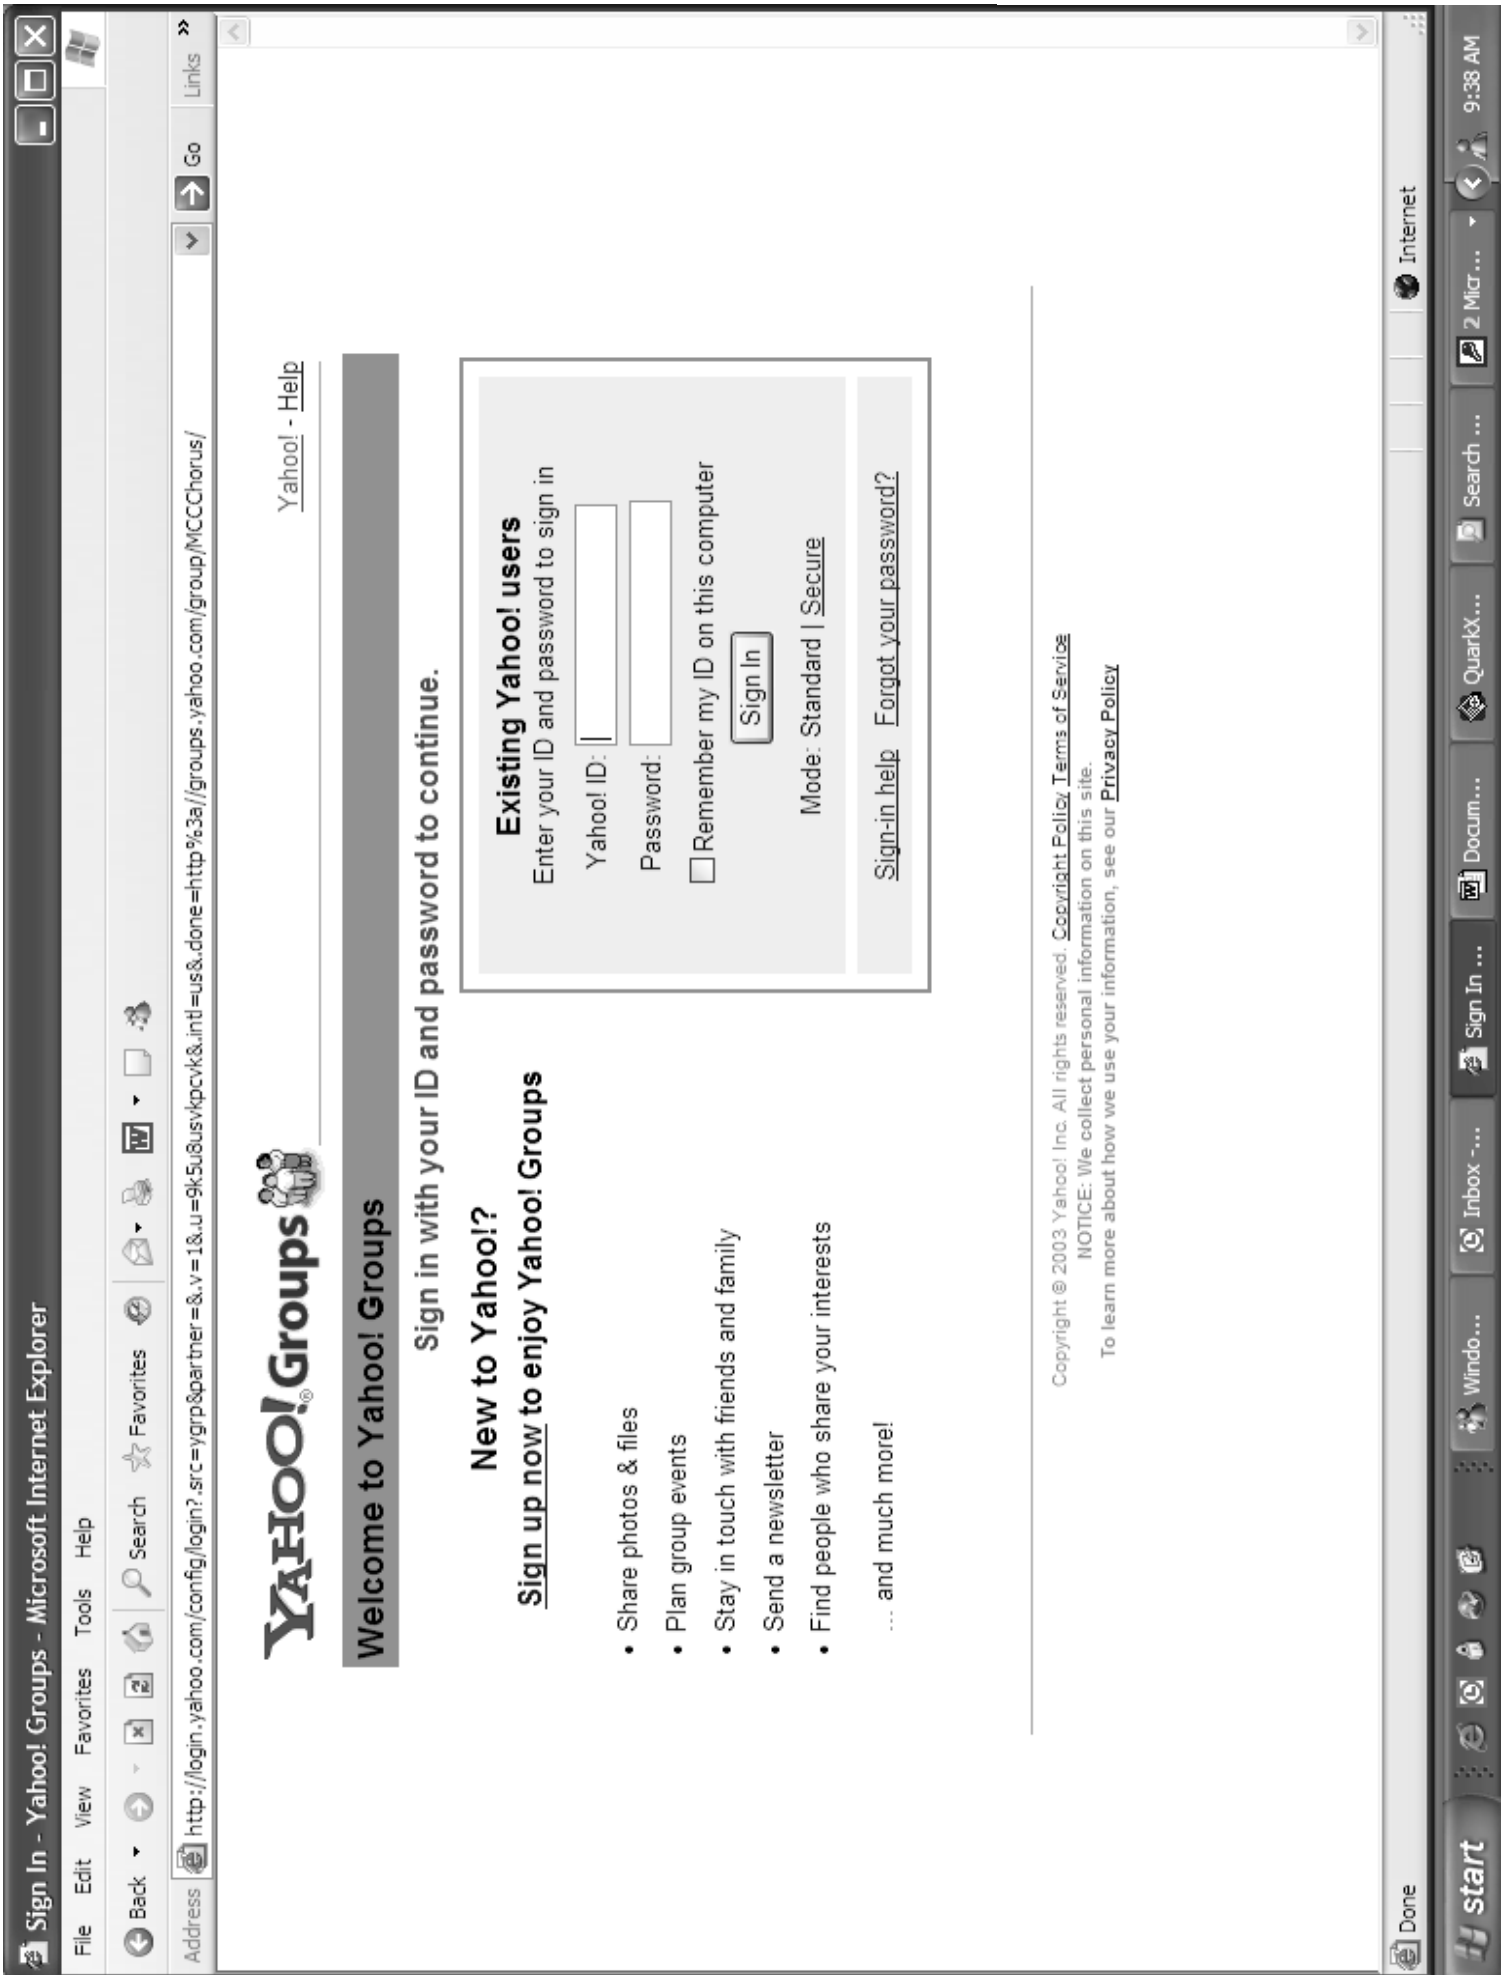 Sign In - Yahoo! Groups - Microsoft Internet Explorer
File Edit View Favorites Tools Help
Back Search Favorites
Address http://login.yahoo.com/config/login?.src=ygrp&partner=&.v=1&.u=9k5u8usvkpcvk&.intl=us&.done=http%3a//groups.yahoo.com/group/MCCChorus/ Go Links »
YAHOO!® Groups
Yahoo! - Help
Welcome to Yahoo! Groups
Sign in with your ID and password to continue.
New to Yahoo!?
Sign up now to enjoy Yahoo! Groups
• Share photos & files
• Plan group events
• Stay in touch with friends and family
• Send a newsletter
• Find people who share your interests
... and much more!
Existing Yahoo! users
Enter your ID and password to sign in
Yahoo! ID:
Password:
Remember my ID on this computer
Sign In
Mode: Standard | Secure
Sign-in help Forgot your password?
Copyright © 2003 Yahoo! Inc. All rights reserved. Copyright Policy Terms of Service
NOTICE: We collect personal information on this site.
To learn more about how we use your information, see our Privacy Policy
Done Internet
start Windo... Inbox -... Sign In ... Docum... QuarkX... Search ... 2 Micr... 9:38 AM